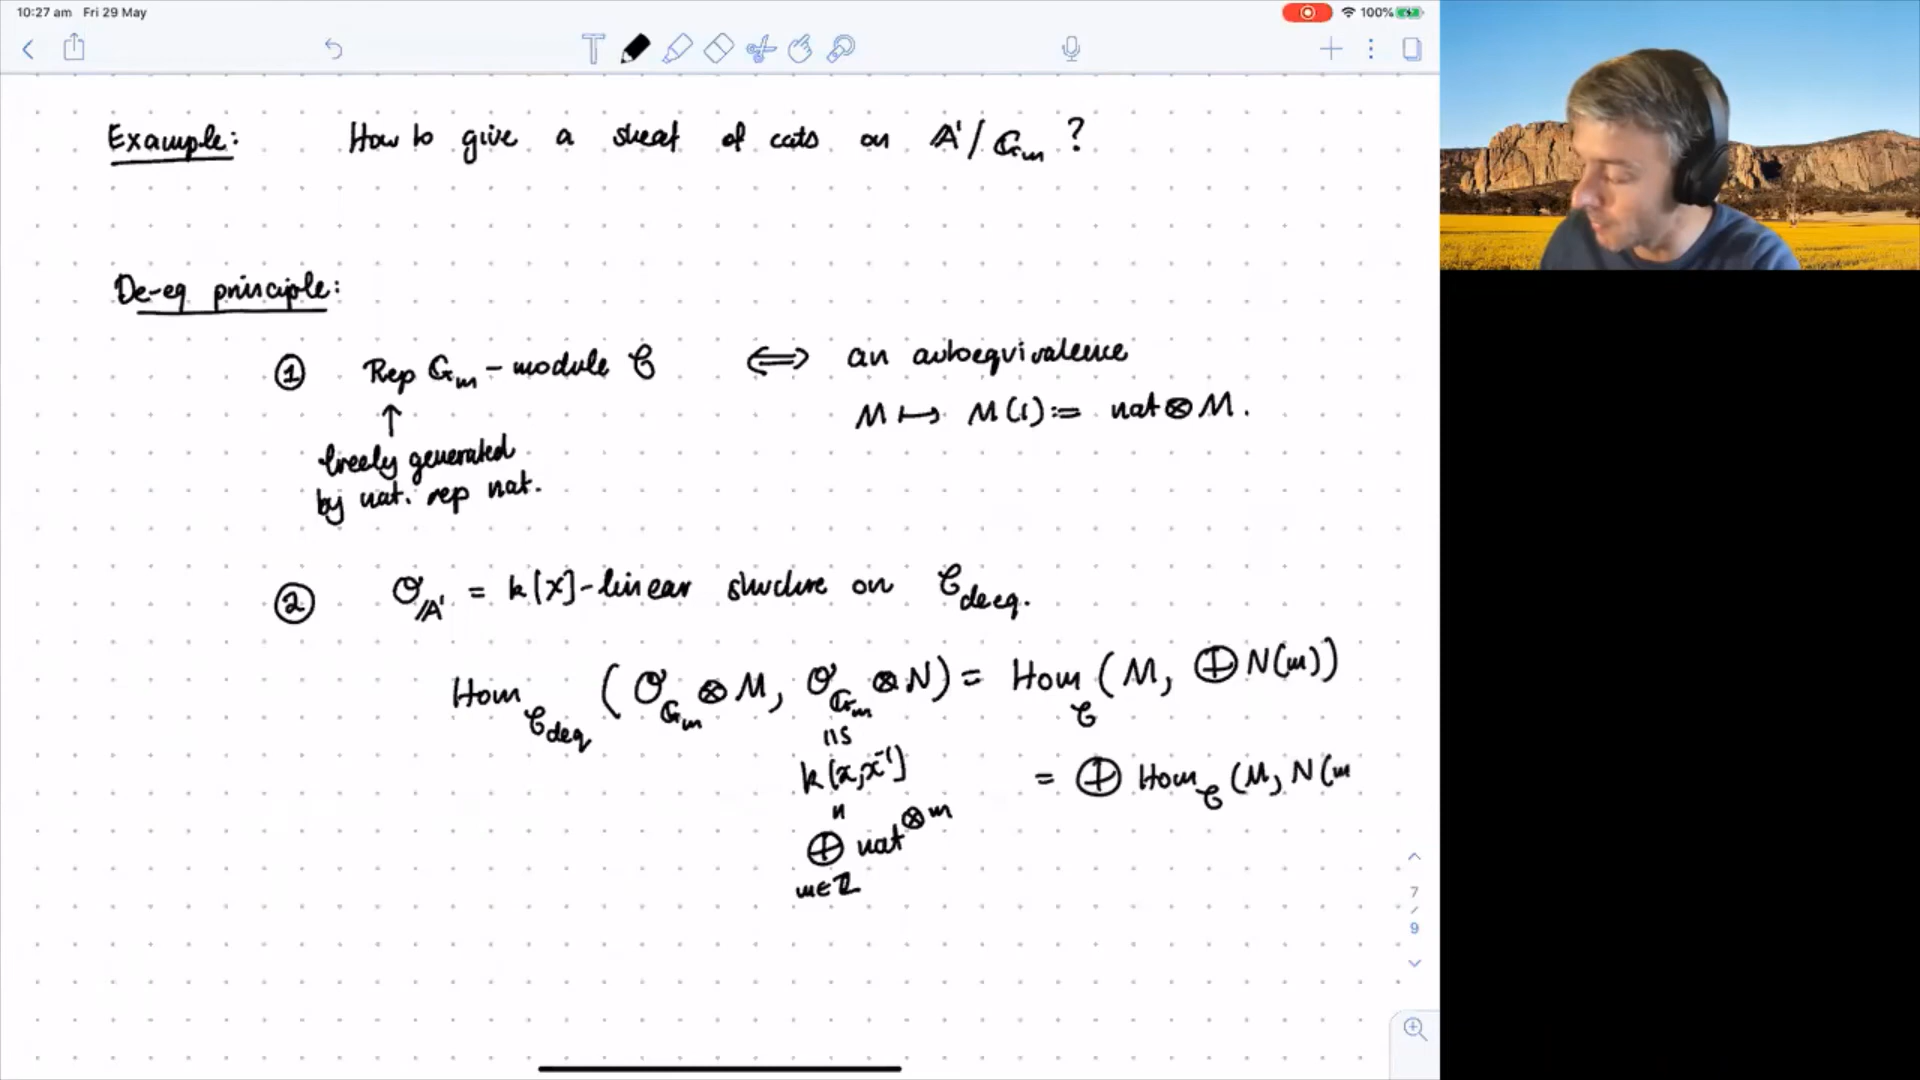 10:27 am Fri 29 May
100%
Example: How to give a sheaf of cats on 𝔸¹/𝔾ₘ ?
De-eq principle:
① Rep 𝔾ₘ - module 𝒞 ⟺ an autoequivalence
↑ M ↦ M(1) := nat ⊗ M.
freely generated
by nat. rep nat.
② 𝒪_𝔸¹ = k[x]-linear structure on 𝒞_deeq.
Hom_𝒞deq (𝒪_𝔾ₘ ⊗ M, 𝒪_𝔾ₘ ⊗ N) = Hom_𝒞 (M, ⊕ N(m))
≅
k[x,x⁻¹] = ⊕ Hom_𝒞 (M, N(m
=
⊕ nat^⊗m
m∈ℤ
7
/
9